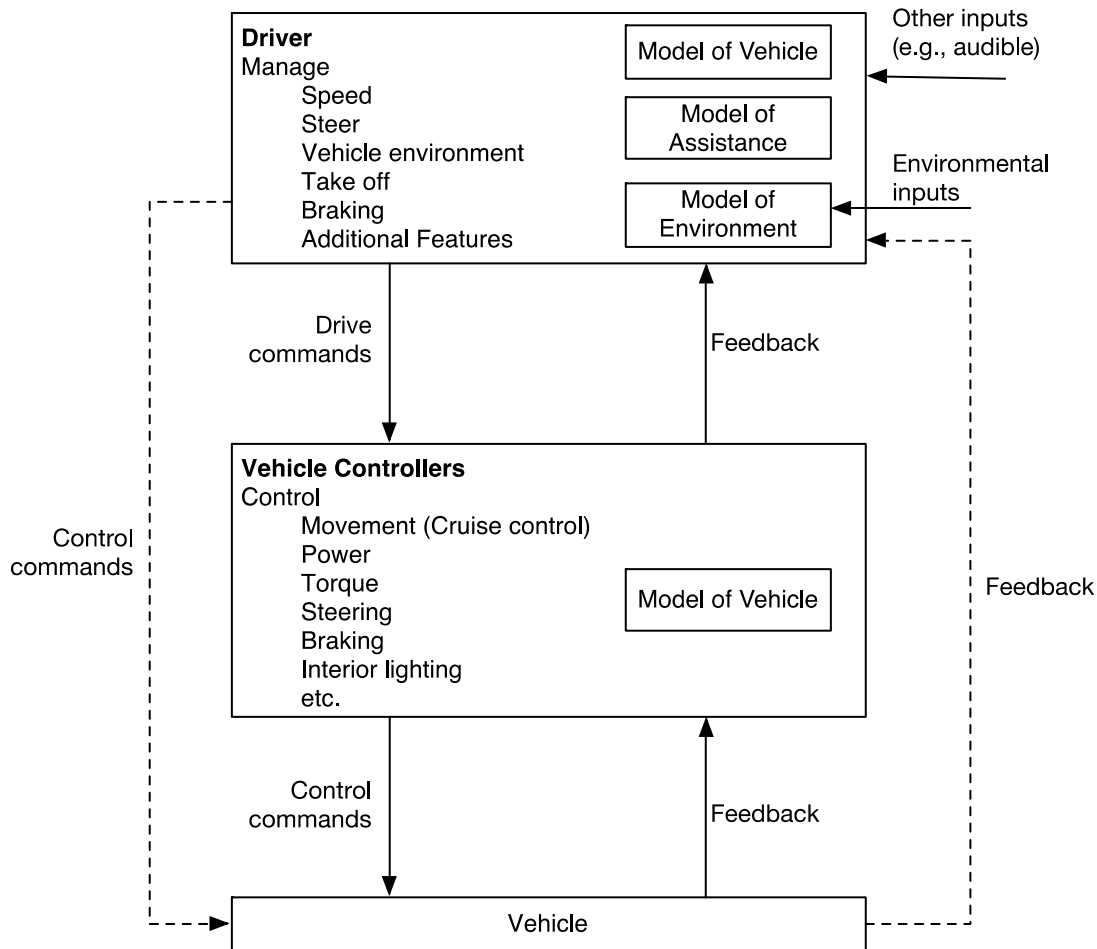 Driver
Manage
Speed
Steer
Vehicle environment
Take off
Braking
Additional Features
Model of Vehicle
Model of
Assistance
Model of
Environment
Other inputs
(e.g., audible)
Environmental
inputs
Drive
commands
Feedback
Vehicle Controllers
Control
Movement (Cruise control)
Power
Torque
Steering
Braking
Interior lighting
etc.
Model of Vehicle
Control
commands
Feedback
Control
commands
Feedback
Vehicle